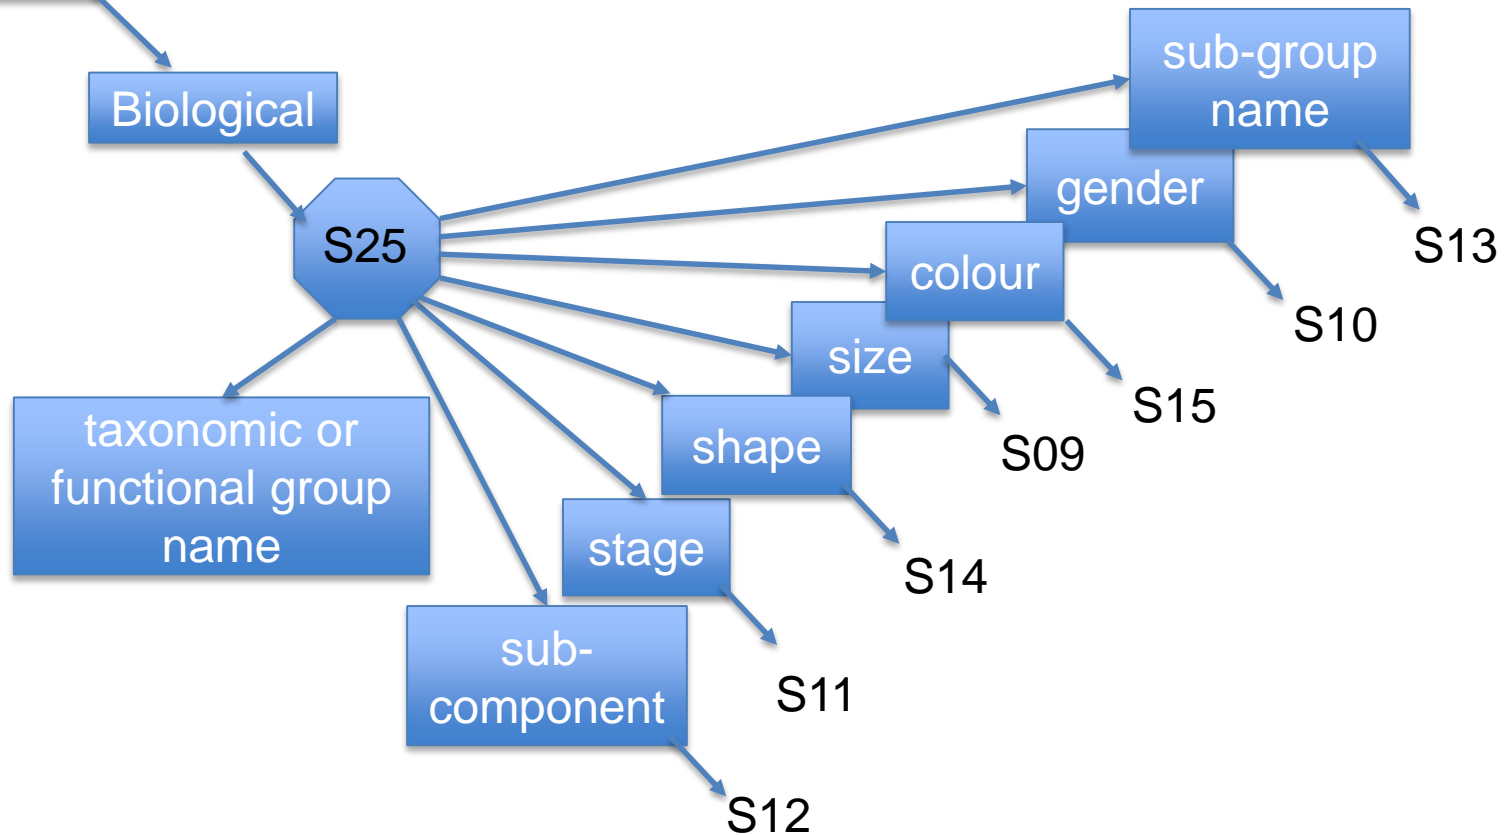 sub-group
name
Biological
gender
S25
S13
colour
S10
size
S15
taxonomic or
functional group
name
shape
S09
stage
S14
sub-
component
S11
S12